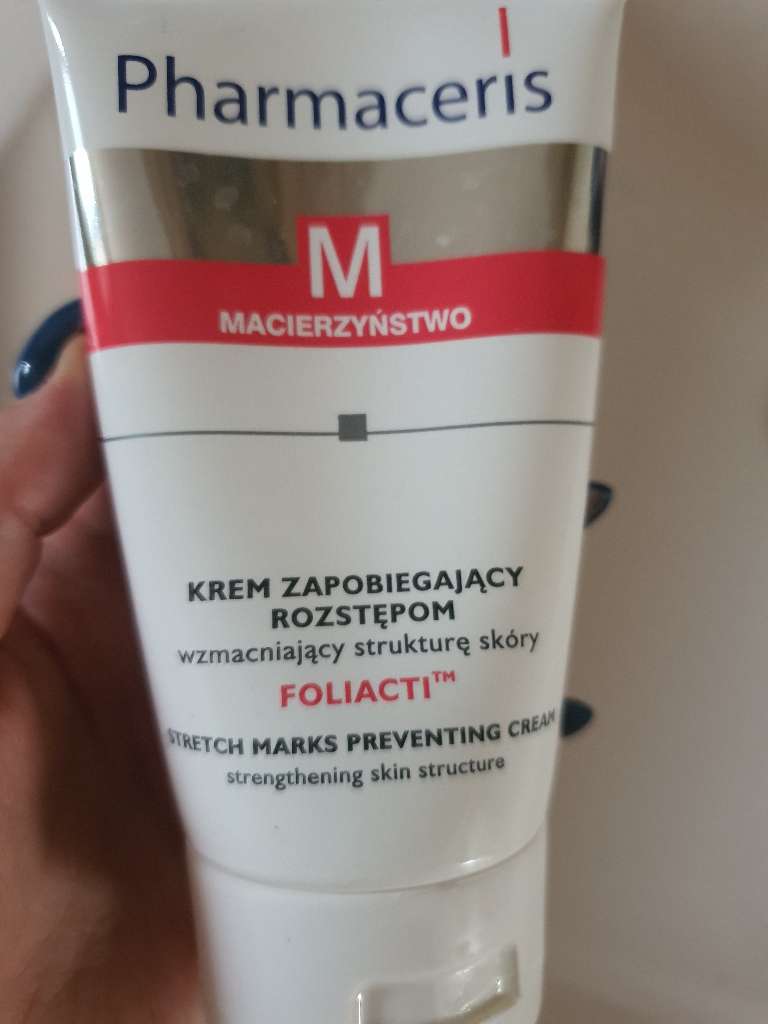 Pharmaceris
M
MACIERZYŃSTWO
KREM ZAPOBIEGAJĄCY
ROZSTĘPOM
wzmacniający strukturę skóry
FOLIACTI™
STRETCH MARKS PREVENTING CREAM
strengthening skin structure